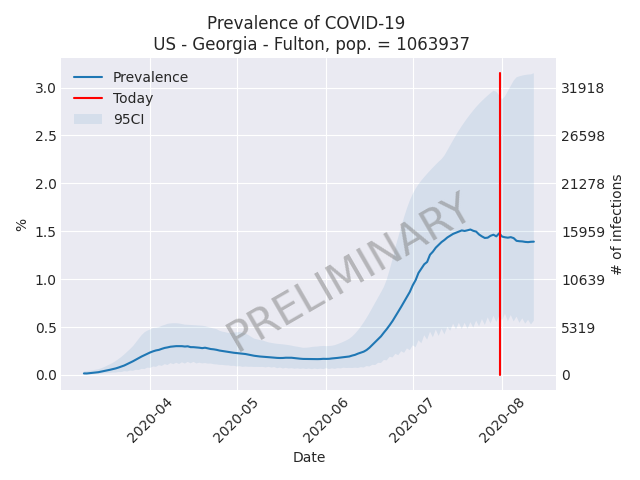 Prevalence of COVID-19
US - Georgia - Fulton, pop. = 1063937
Prevalence
Today
95CI
PRELIMINARY
%
3.0
2.5
2.0
1.5
1.0
0.5
0.0
31918
26598
21278
15959
10639
5319
0
# of infections
2020-04
2020-05
2020-06
2020-07
2020-08
Date